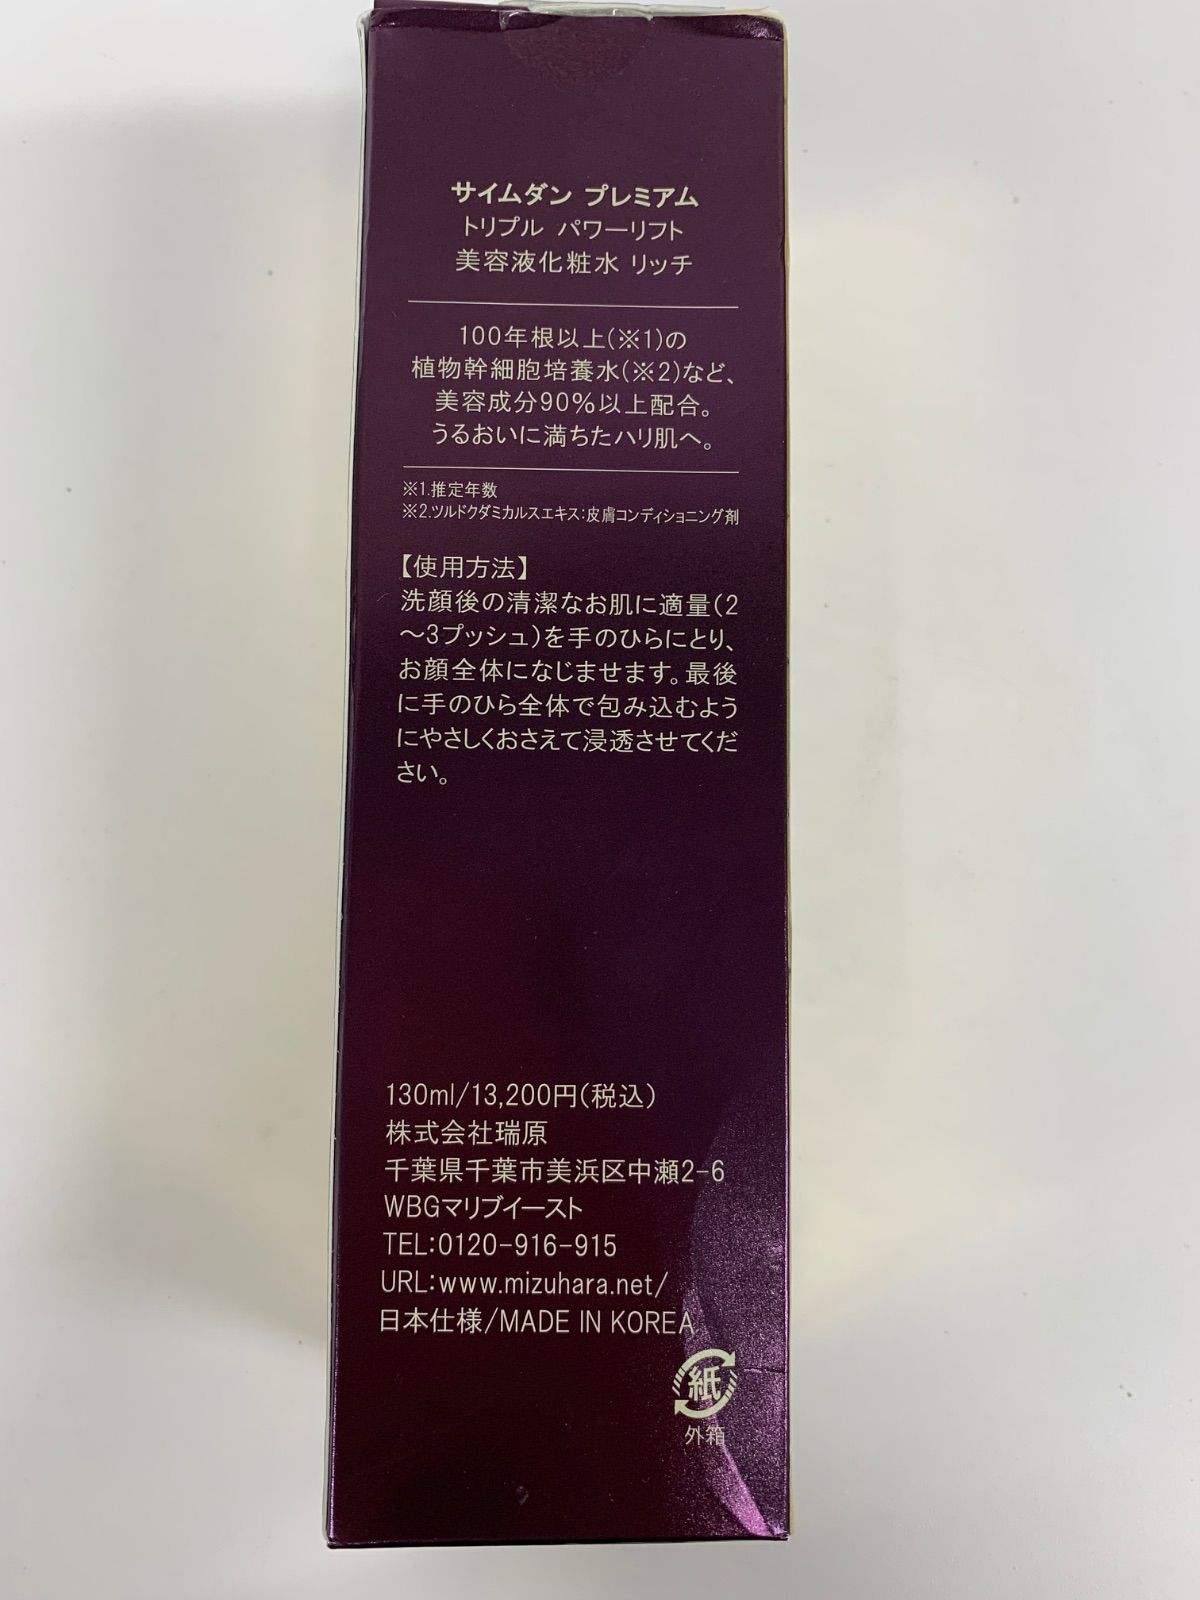 サイムダン プレミアム
トリプル パワーリフト
美容液化粧水 リッチ
100年根以上(※1)の
植物幹細胞培養水(※2)など、
美容成分90%以上配合。
うるおいに満ちたハリ肌へ。
※1.推定年数
※2.ツルドクダミカルスエキス:皮膚コンディショニング剤
【使用方法】
洗顔後の清潔なお肌に適量(2
～3プッシュ)を手のひらにとり、
お顔全体になじませます。最後
に手のひら全体で包み込むよう
にやさしくおさえて浸透させてくだ
さい。
130ml/13,200円(税込)
株式会社瑞原
千葉県千葉市美浜区中瀬2-6
WBGマリブイースト
TEL:0120-916-915
URL:www.mizuhara.net/
日本仕様/MADE IN KOREA
紙
外箱